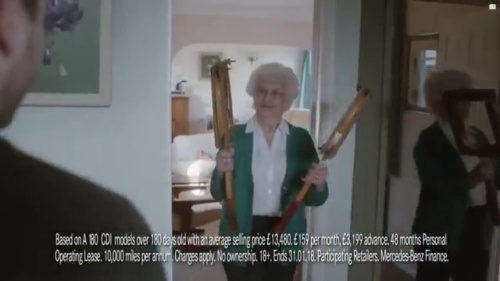 Based on A 180 CDI models over 180 days old with an average selling price £13,480. £159 per month, £3,199 advance. 48 months Personal
Operating Lease. 10,000 miles per annum. Charges apply. No ownership. 18+. Ends 31.01.18. Participating Retailers. Mercedes-Benz Finance.